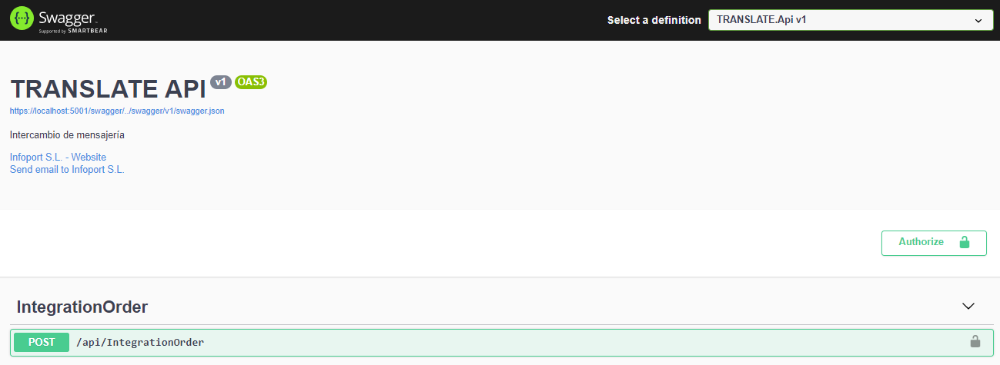 Swagger
Supported by SMARTBEAR
Select a definition
TRANSLATE.Api v1
TRANSLATE API v1 OAS3
https://localhost:5001/swagger/../swagger/v1/swagger.json
Intercambio de mensajería
Infoport S.L. - Website
Send email to Infoport S.L.
Authorize
IntegrationOrder
POST /api/IntegrationOrder